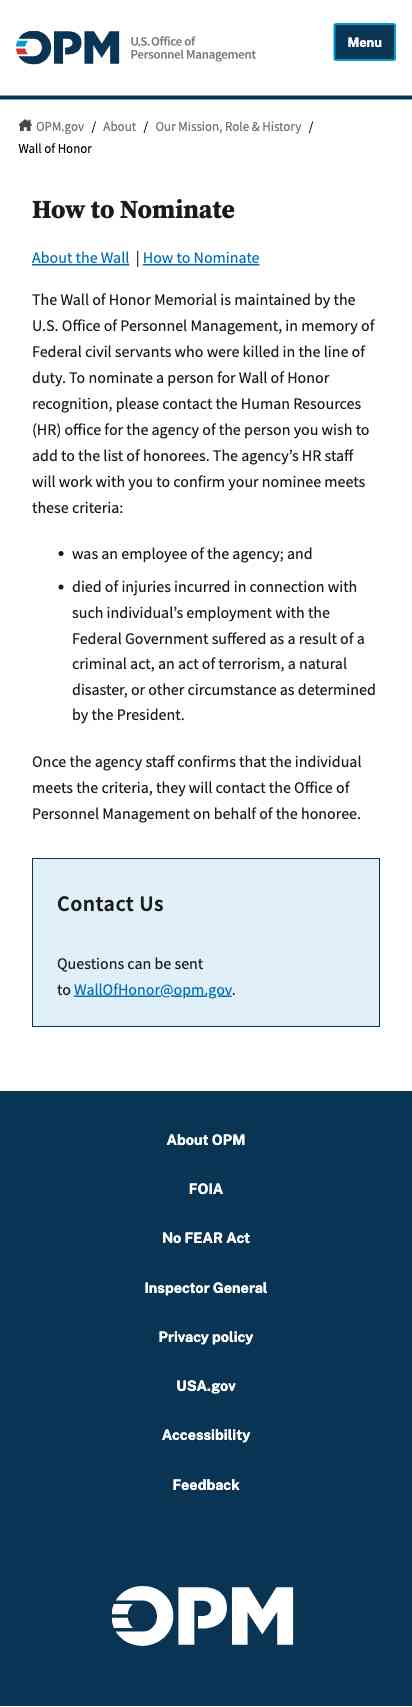 OPM U.S. Office of
Personnel Management
Menu
OPM.gov / About / Our Mission, Role & History /
Wall of Honor
How to Nominate
About the Wall | How to Nominate
The Wall of Honor Memorial is maintained by the
U.S. Office of Personnel Management, in memory of
Federal civil servants who were killed in the line of
duty. To nominate a person for Wall of Honor
recognition, please contact the Human Resources
(HR) office for the agency of the person you wish to
add to the list of honorees. The agency’s HR staff
will work with you to confirm your nominee meets
these criteria:
• was an employee of the agency; and
• died of injuries incurred in connection with
such individual’s employment with the
Federal Government suffered as a result of a
criminal act, an act of terrorism, a natural
disaster, or other circumstance as determined
by the President.
Once the agency staff confirms that the individual
meets the criteria, they will contact the Office of
Personnel Management on behalf of the honoree.
Contact Us
Questions can be sent
to WallOfHonor@opm.gov.
About OPM
FOIA
No FEAR Act
Inspector General
Privacy policy
USA.gov
Accessibility
Feedback
OPM